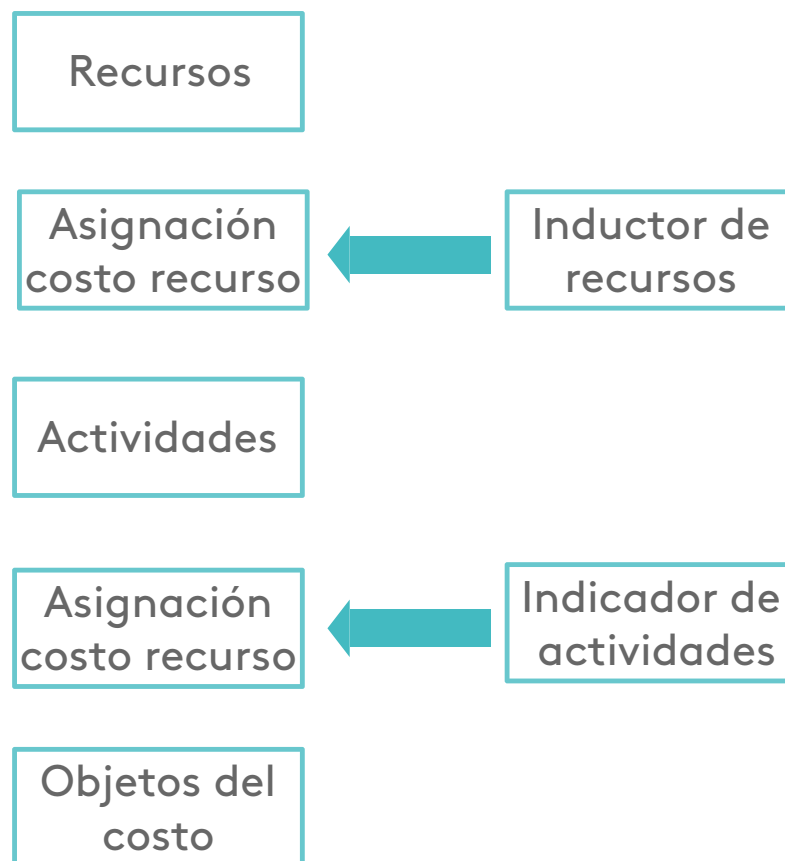 Recursos
Asignación
costo recurso
Inductor de
recursos
Actividades
Asignación
costo recurso
Indicador de
actividades
Objetos del
costo